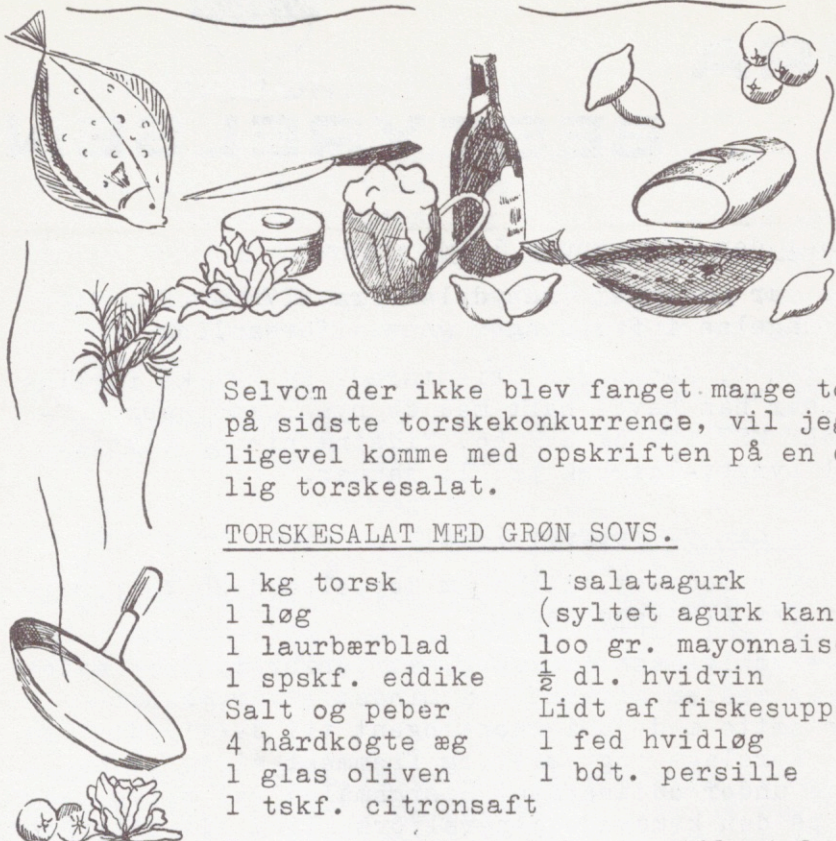 Selvom der ikke blev fanget mange to
på sidste torskekonkurrence, vil jeg
ligevel komme med opskriften på en
lig torskesalat.
TORSKESALAT MED GRØN SOVS.
1 kg torsk
1 løg
1 laurbærblad
1 spskf. eddike
Salt og peber
4 hårdkogte æg
1 glas oliven
1 tskf. citronsaft
1 salatagurk
(syltet agurk kan
loo gr. mayonnais
½ dl. hvidvin
Lidt af fiskesupp
1 fed hvidløg
1 bdt. persille